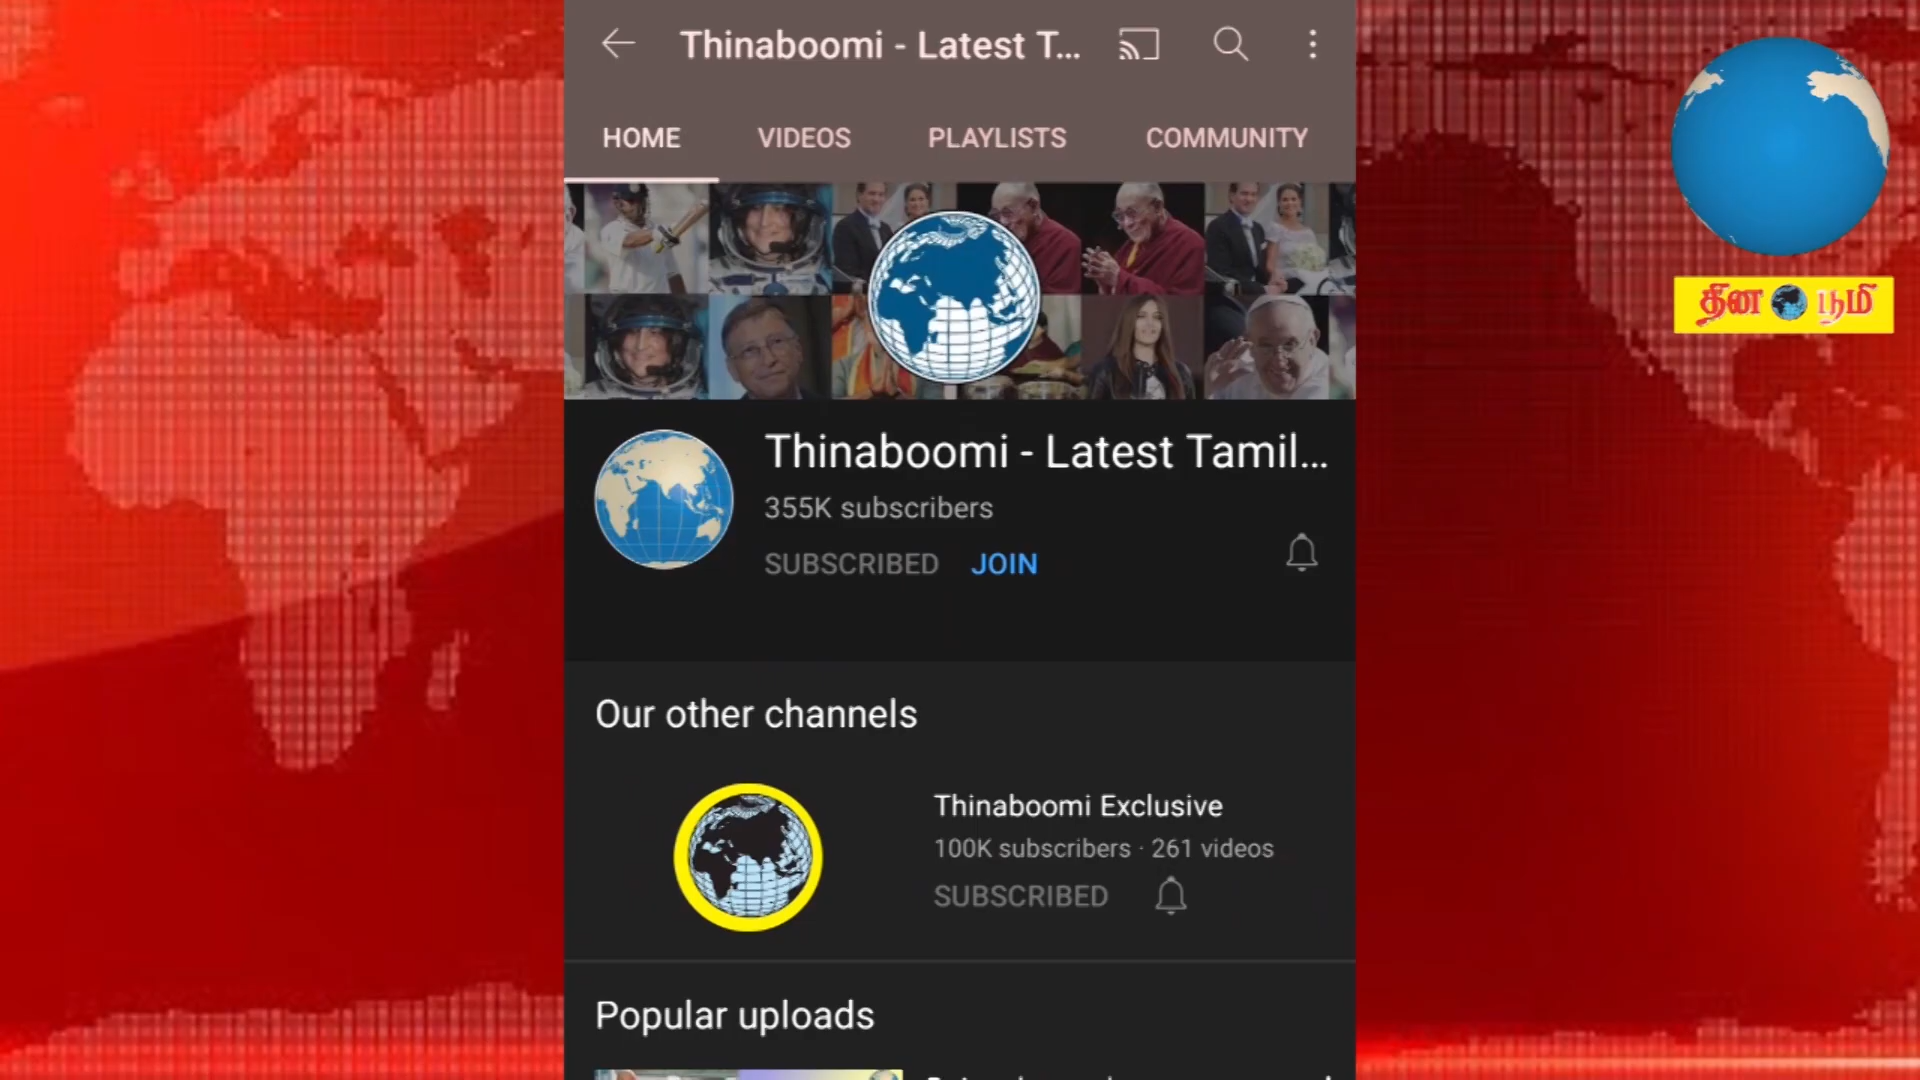 Thinaboomi - Latest T...
HOME VIDEOS PLAYLISTS COMMUNITY
தின பூமி
Thinaboomi - Latest Tamil...
355K subscribers
SUBSCRIBED JOIN
Our other channels
Thinaboomi Exclusive
100K subscribers · 261 videos
SUBSCRIBED
Popular uploads